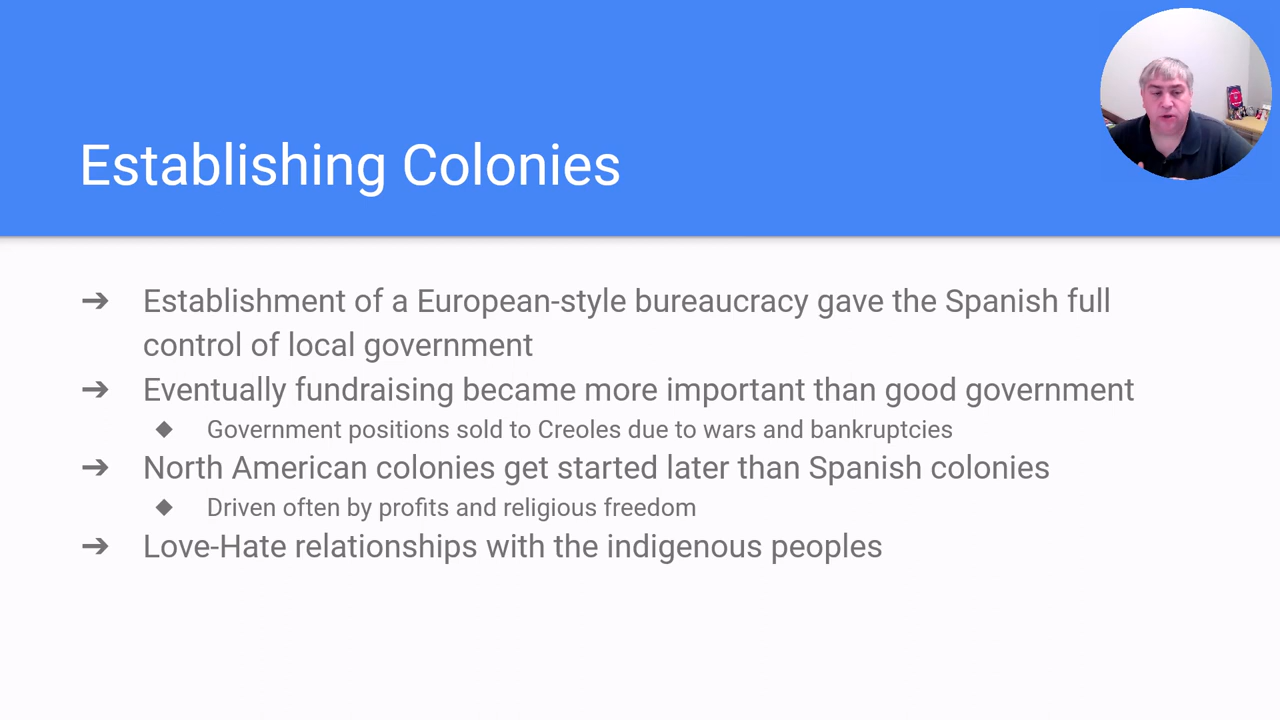 Establishing Colonies
➔ Establishment of a European-style bureaucracy gave the Spanish full
control of local government
➔ Eventually fundraising became more important than good government
◆ Government positions sold to Creoles due to wars and bankruptcies
➔ North American colonies get started later than Spanish colonies
◆ Driven often by profits and religious freedom
➔ Love-Hate relationships with the indigenous peoples